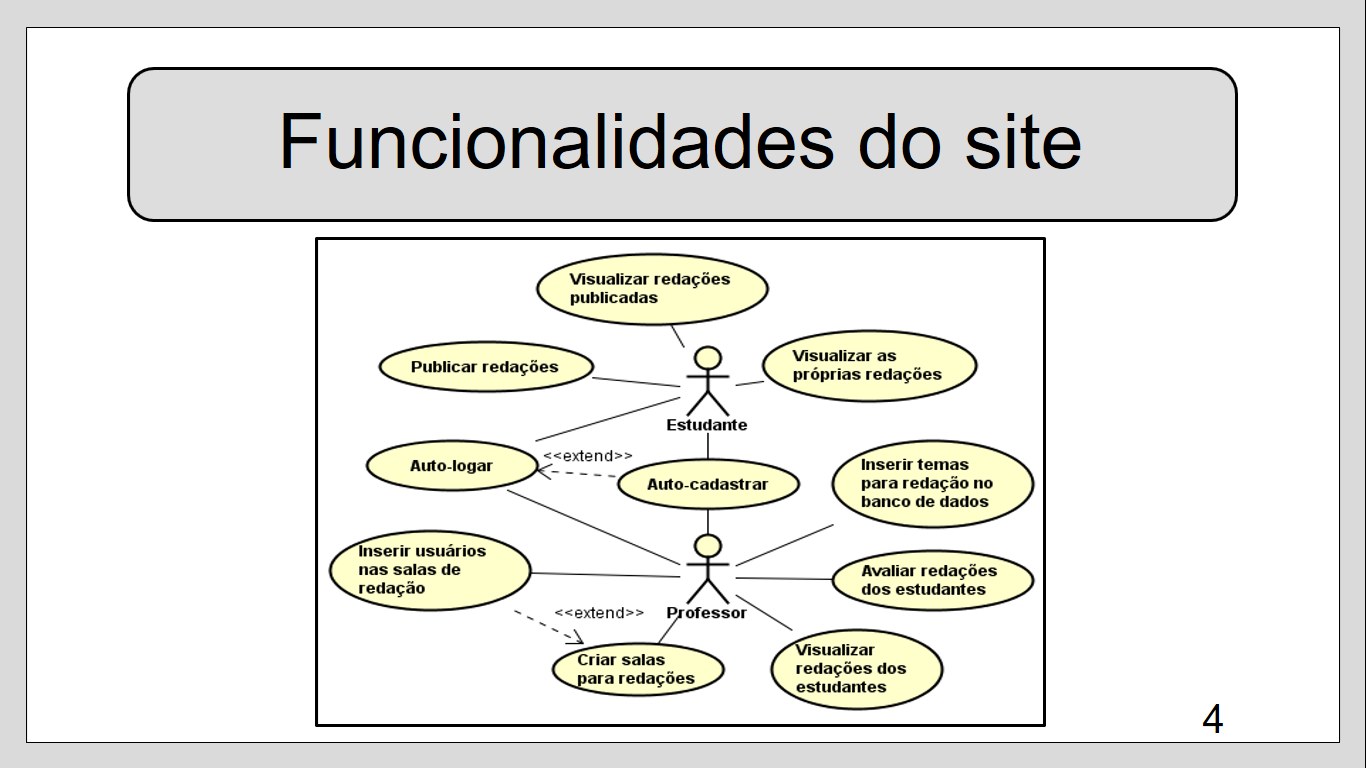 Funcionalidades do site
Visualizar redações
publicadas
Publicar redações
Visualizar as
próprias redações
Estudante
Auto-logar
<<extend>>
Auto-cadastrar
Inserir temas
para redação no
banco de dados
Inserir usuários
nas salas de
redação
Avaliar redações
dos estudantes
<<extend>>
Professor
Criar salas
para redações
Visualizar
redações dos
estudantes
4